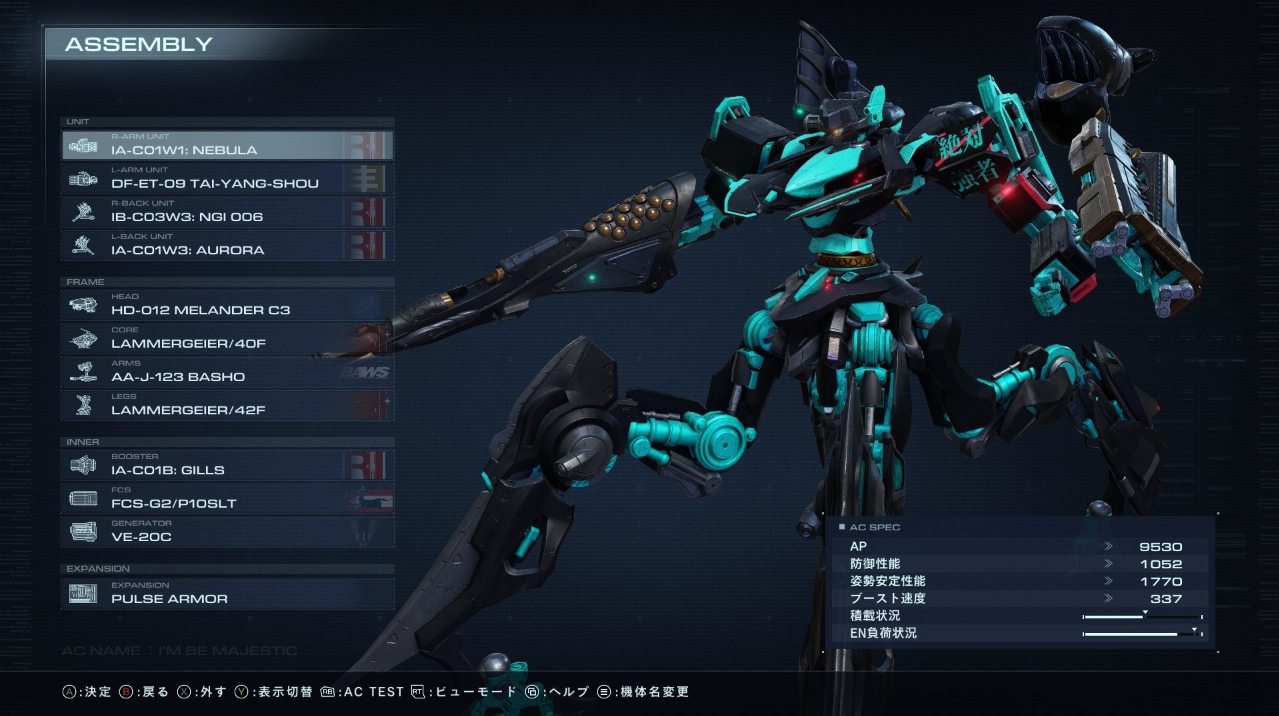 ASSEMBLY
UNIT
R-ARM UNIT
IA-C01W1: NEBULA
L-ARM UNIT
DF-ET-09 TAI-YANG-SHOU
R-BACK UNIT
IB-C03W3: NGI 006
L-BACK UNIT
IA-C01W3: AURORA
FRAME
HEAD
HD-012 MELANDER C3
CORE
LAMMERGEIER/40F
ARMS
AA-J-123 BASHO
BAWS
LEGS
LAMMERGEIER/42F
INNER
BOOSTER
IA-C01B: GILLS
FCS
FCS-G2/P10SLT
GENERATOR
VE-20C
EXPANSION
EXPANSION
PULSE ARMOR
AC NAME : I'M BE MAJESTIC
絶対
強者
AC SPEC
AP 9530
防御性能 1052
姿勢安定性能 1770
ブースト速度 337
積載状況
EN負荷状況
A:決定 B:戻る X:外す Y:表示切替 RB:AC TEST RT:ビューモード :ヘルプ :機体名変更